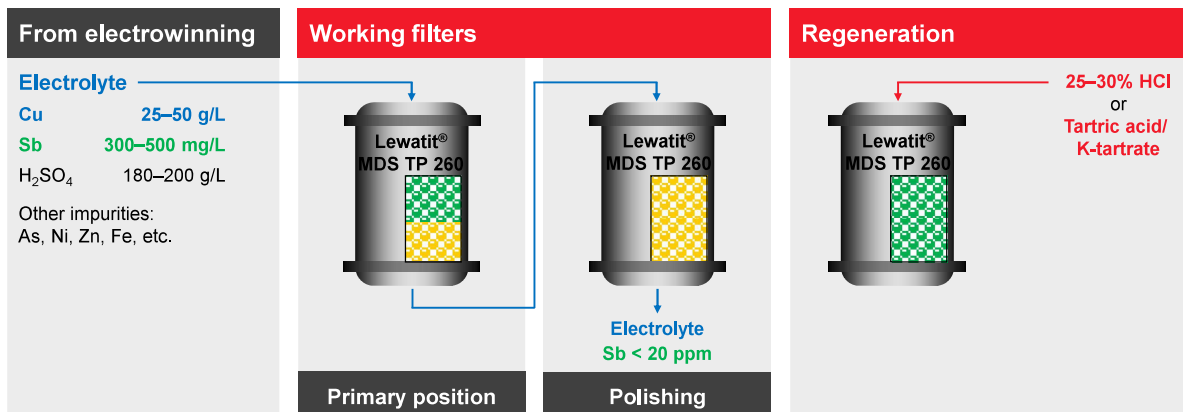 From electrowinning
Electrolyte
Cu 25–50 g/L
Sb 300–500 mg/L
H₂SO₄ 180–200 g/L
Other impurities:
As, Ni, Zn, Fe, etc.
Working filters
Lewatit®
MDS TP 260
Primary position
Lewatit®
MDS TP 260
Electrolyte
Sb < 20 ppm
Polishing
Regeneration
25–30% HCl
or
Tartric acid/
K-tartrate
Lewatit®
MDS TP 260